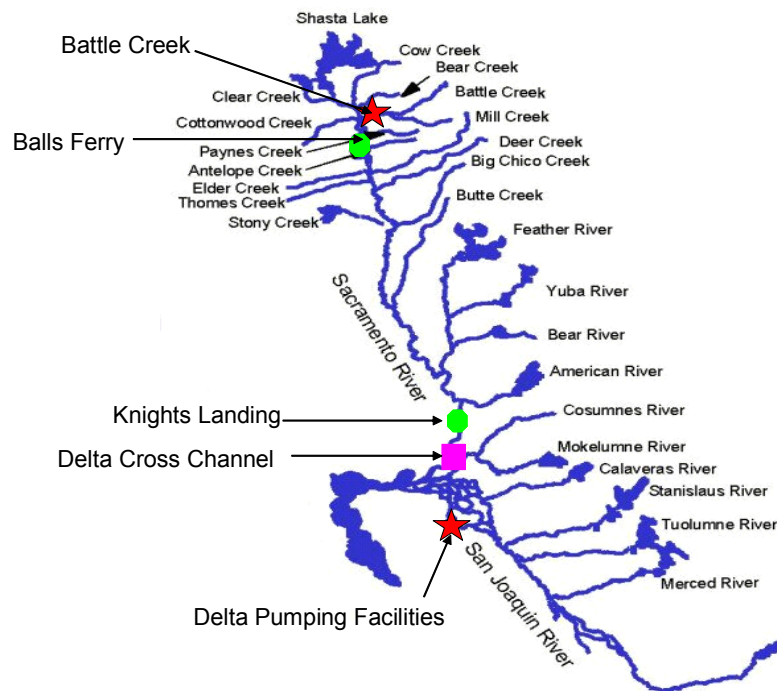 Shasta Lake
Battle Creek
Cow Creek
Bear Creek
Battle Creek
Clear Creek
Mill Creek
Cottonwood Creek
Balls Ferry
Deer Creek
Paynes Creek
Big Chico Creek
Antelope Creek
Elder Creek
Thomes Creek
Butte Creek
Stony Creek
Feather River
Sacramento River
Yuba River
Bear River
American River
Knights Landing
Cosumnes River
Delta Cross Channel
Mokelumne River
Calaveras River
Stanislaus River
Tuolumne River
San Joaquin River
Merced River
Delta Pumping Facilities